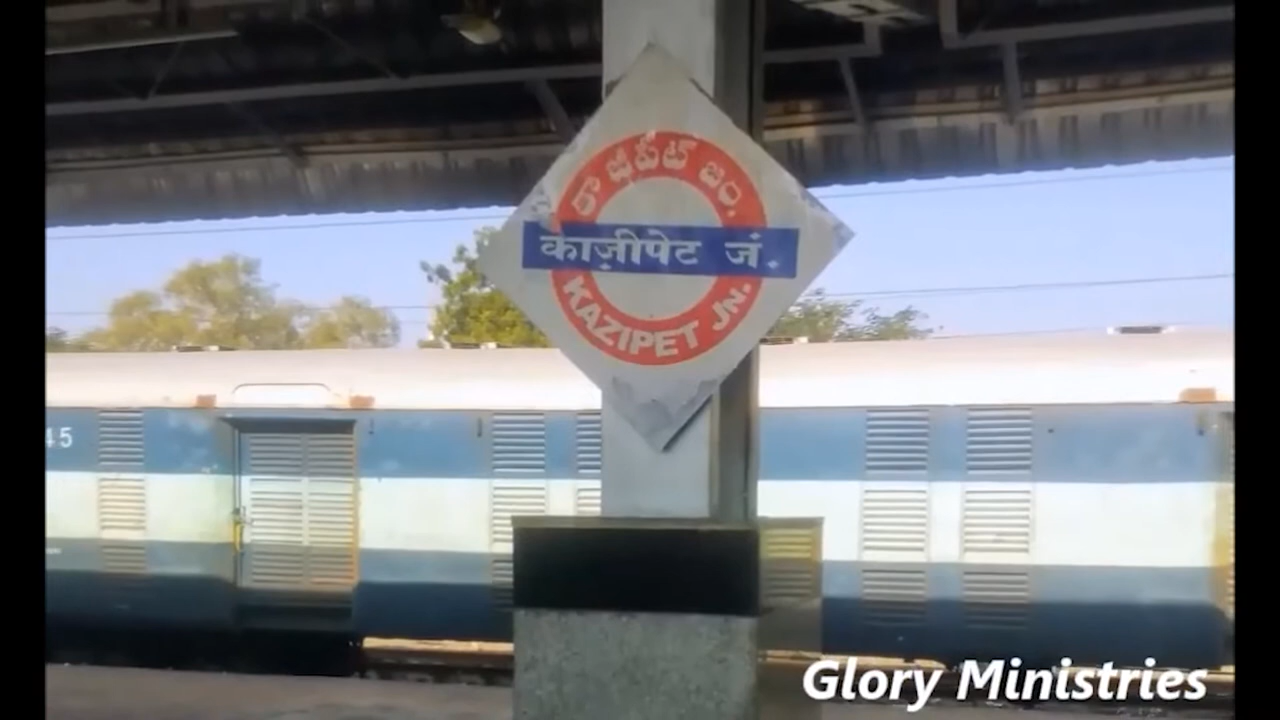 కాజీపేట్ జం.
काज़ीपेट जं.
KAZIPET JN.
45
Glory Ministries